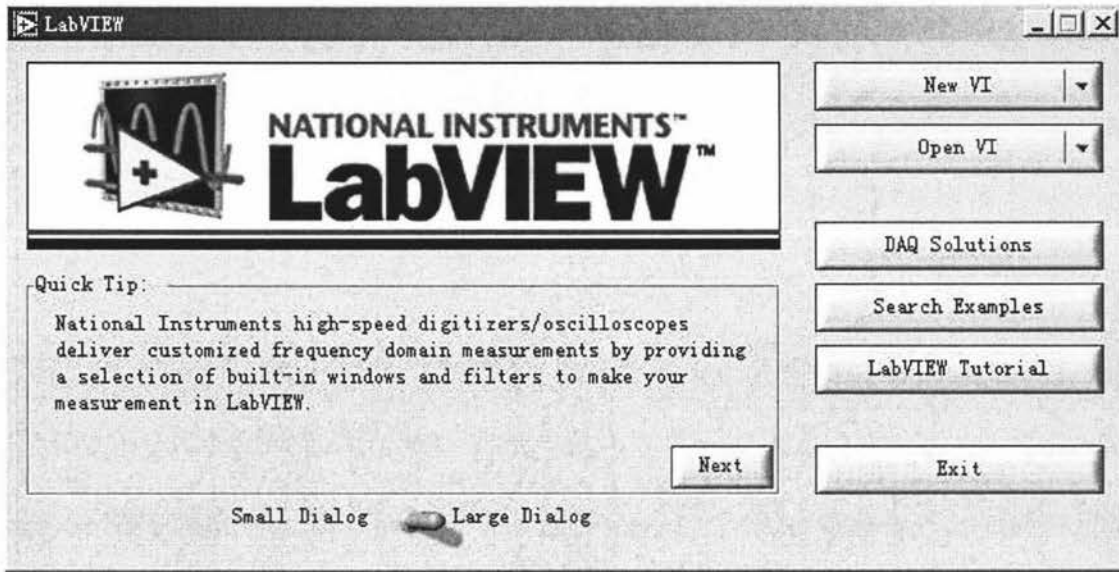 LabVIEW
NATIONAL INSTRUMENTS™
LabVIEW™
Quick Tip:
National Instruments high-speed digitizers/oscilloscopes
deliver customized frequency domain measurements by providing
a selection of built-in windows and filters to make your
measurement in LabVIEW.
Next
Small Dialog
Large Dialog
New VI
Open VI
DAQ Solutions
Search Examples
LabVIEW Tutorial
Exit